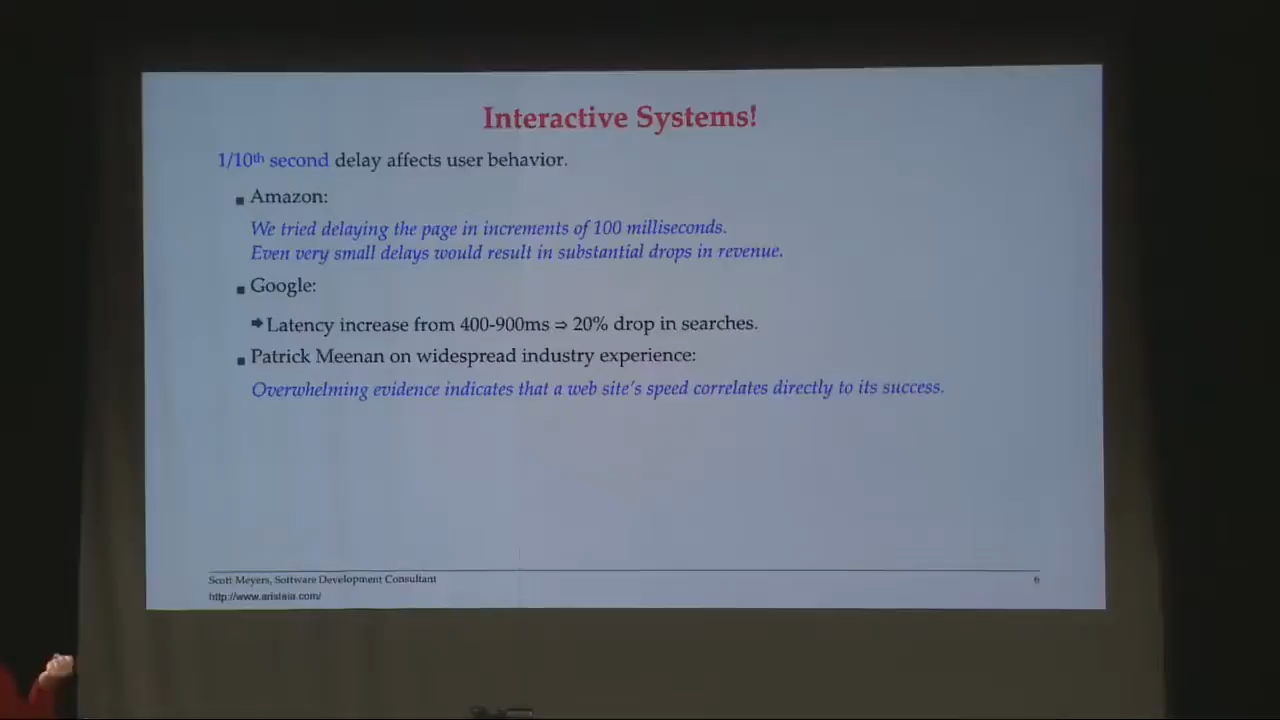 Interactive Systems!
1/10th second delay affects user behavior.
■ Amazon:
We tried delaying the page in increments of 100 milliseconds.
Even very small delays would result in substantial drops in revenue.
■ Google:
➡ Latency increase from 400-900ms ⇒ 20% drop in searches.
■ Patrick Meenan on widespread industry experience:
Overwhelming evidence indicates that a web site's speed correlates directly to its success.
Scott Meyers, Software Development Consultant
6
http://www.aristeia.com/